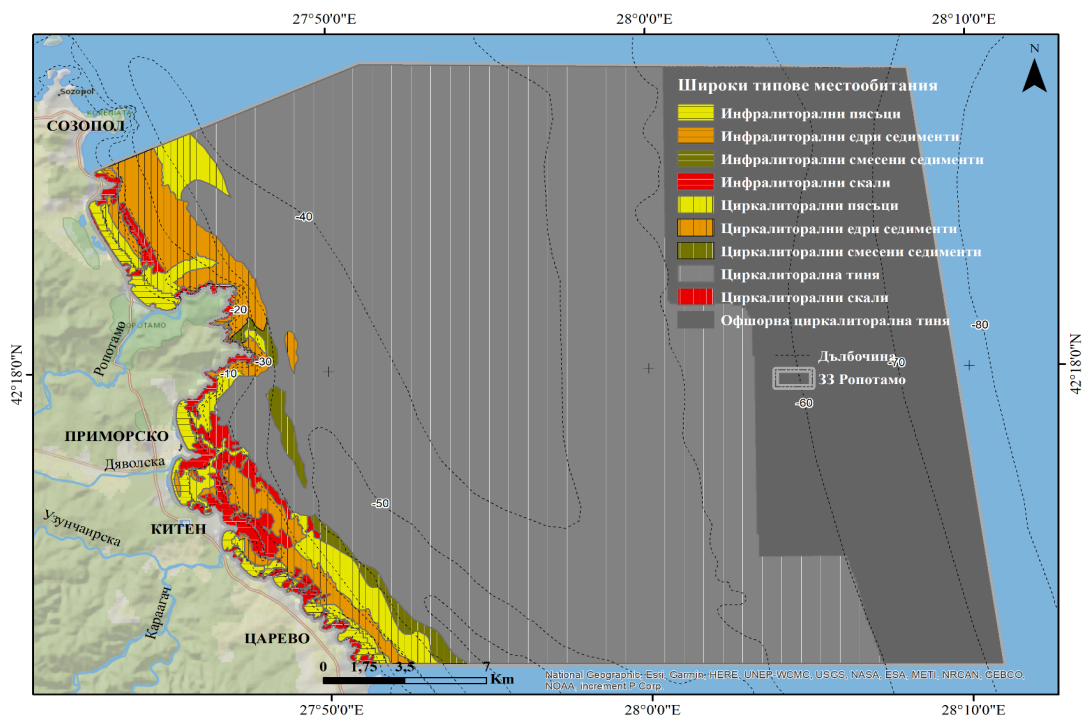 27°50'0"E
28°0'0"E
28°10'0"E
N
Sozopol
СОЗОПОЛ
Широки типове местообитания
Инфралиторални пясъци
Инфралиторални едри седименти
Инфралиторални смесени седименти
Инфралиторални скали
Циркалиторални пясъци
Циркалиторални едри седименти
Циркалиторални смесени седименти
Циркалиторална тиня
Циркалиторални скали
Офшорна циркалиторална тиня
Дълбочина
ЗЗ Ропотамо
-40
-20
-30
-10
-80
-70
-60
-50
Ропотамо
42°18'0"N
42°18'0"N
ПРИМОРСКО
Дяволска
КИТЕН
Узунчаирска
Караагач
ЦАРЕВО
0 1,75 3,5 7
Km
National Geographic, Esri, Garmin, HERE, UNEP-WCMC, USGS, NASA, ESA, METI, NRCAN, GEBCO,
NOAA, increment P Corp.
27°50'0"E
28°0'0"E
28°10'0"E